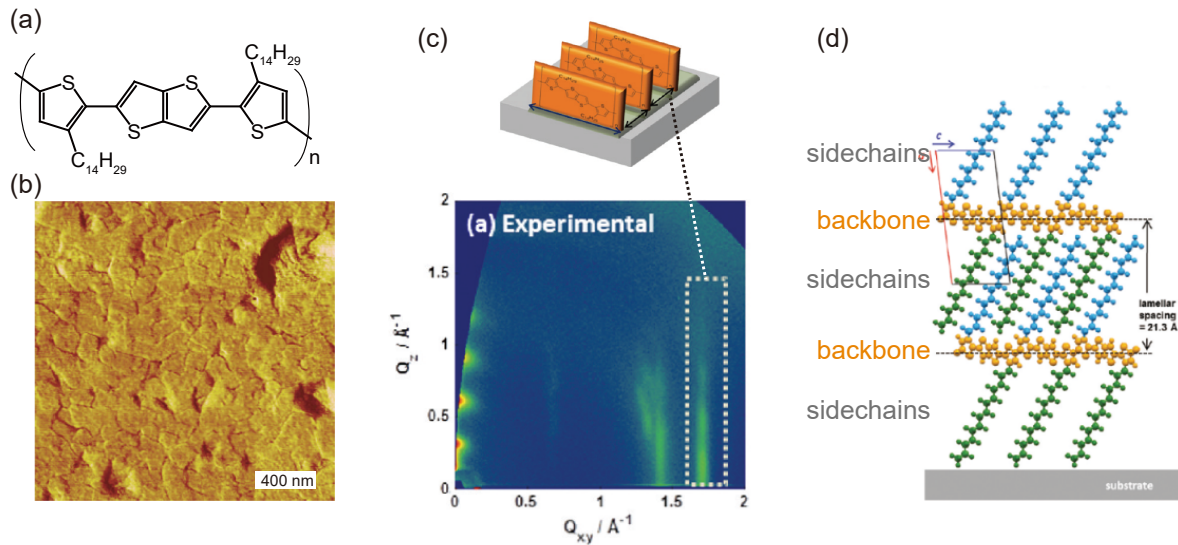 (a)
C14H29
S
S
S
S
C14H29
n
(b)
400 nm
(c)
(a) Experimental
2
1.5
1
0.5
0
Qz / Å-1
0
0.5
1
1.5
2
Qxy / Å-1
(d)
c
sidechains
backbone
sidechains
lamellar
spacing
= 21.3 Å
backbone
sidechains
substrate